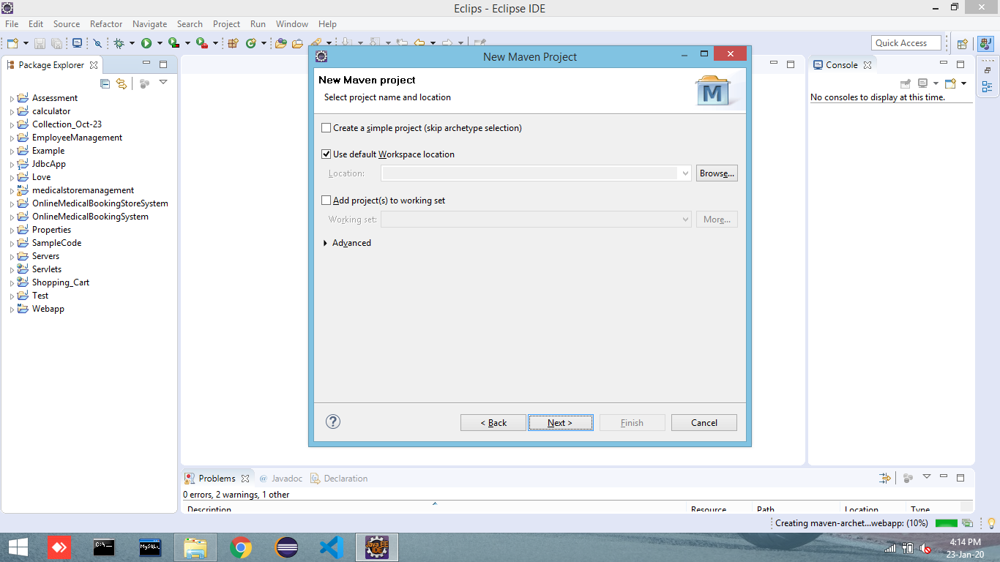 Eclips - Eclipse IDE
File Edit Source Refactor Navigate Search Project Run Window Help
Quick Access
Package Explorer
Assessment
calculator
Collection_Oct-23
EmployeeManagement
Example
JdbcApp
Love
medicalstoremanagement
OnlineMedicalBookingStoreSystem
OnlineMedicalBookingSystem
Properties
SampleCode
Servers
Servlets
Shopping_Cart
Test
Webapp
New Maven Project
New Maven project
Select project name and location
M
Create a simple project (skip archetype selection)
Use default Workspace location
Location:
Browse...
Add project(s) to working set
Working set:
More...
Advanced
?
< Back
Next >
Finish
Cancel
Console
No consoles to display at this time.
Problems @ Javadoc Declaration
0 errors, 2 warnings, 1 other
Description Resource Path Location Type
Creating maven-archet...webapp: (10%)
C:\_
MySQL
Java EE
IDE
4:14 PM
23-Jan-20